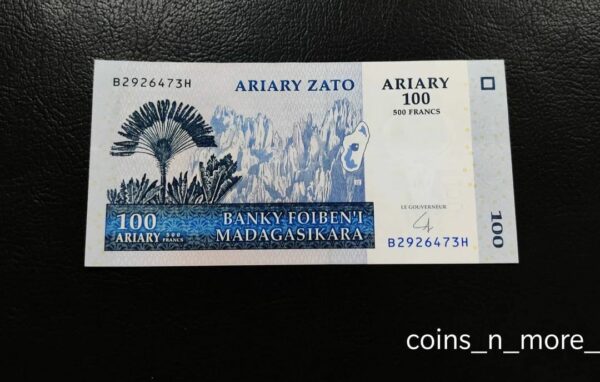 B2926473H
ARIARY ZATO
ARIARY
100
500 FRANCS
LE GOUVERNEUR
B2926473H
100
ARIARY 500 FRANCS
BANKY FOIBEN'I
MADAGASIKARA
100
coins_n_more_